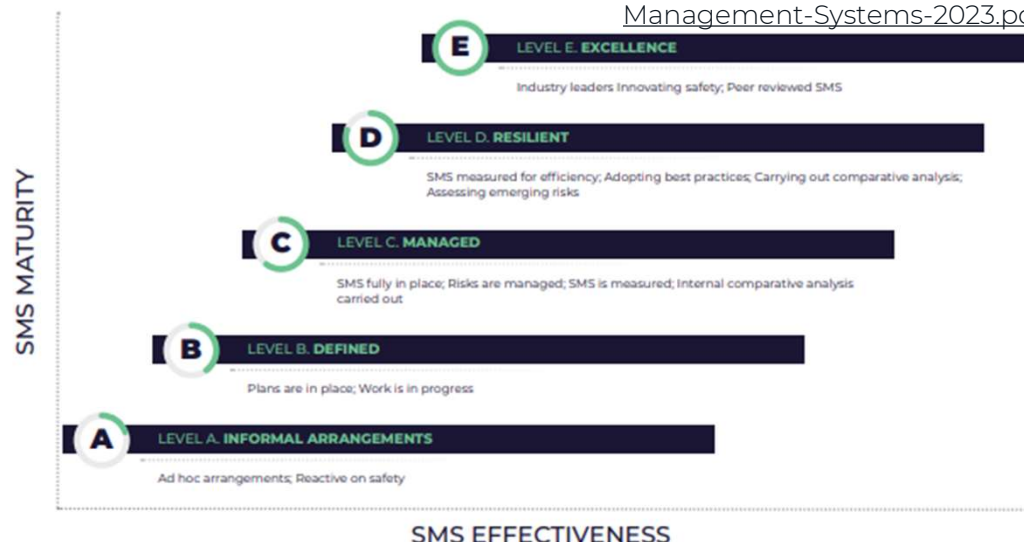 Management-Systems-2023.pd
E
LEVEL E. EXCELLENCE
Industry leaders Innovating safety; Peer reviewed SMS
D
LEVEL D. RESILIENT
SMS measured for efficiency; Adopting best practices; Carrying out comparative analysis;
Assessing emerging risks
C
LEVEL C. MANAGED
SMS fully in place; Risks are managed; SMS is measured; Internal comparative analysis
carried out
B
LEVEL B. DEFINED
Plans are in place; Work is in progress
A
LEVEL A. INFORMAL ARRANGEMENTS
Ad hoc arrangements; Reactive on safety
SMS MATURITY
SMS EFFECTIVENESS